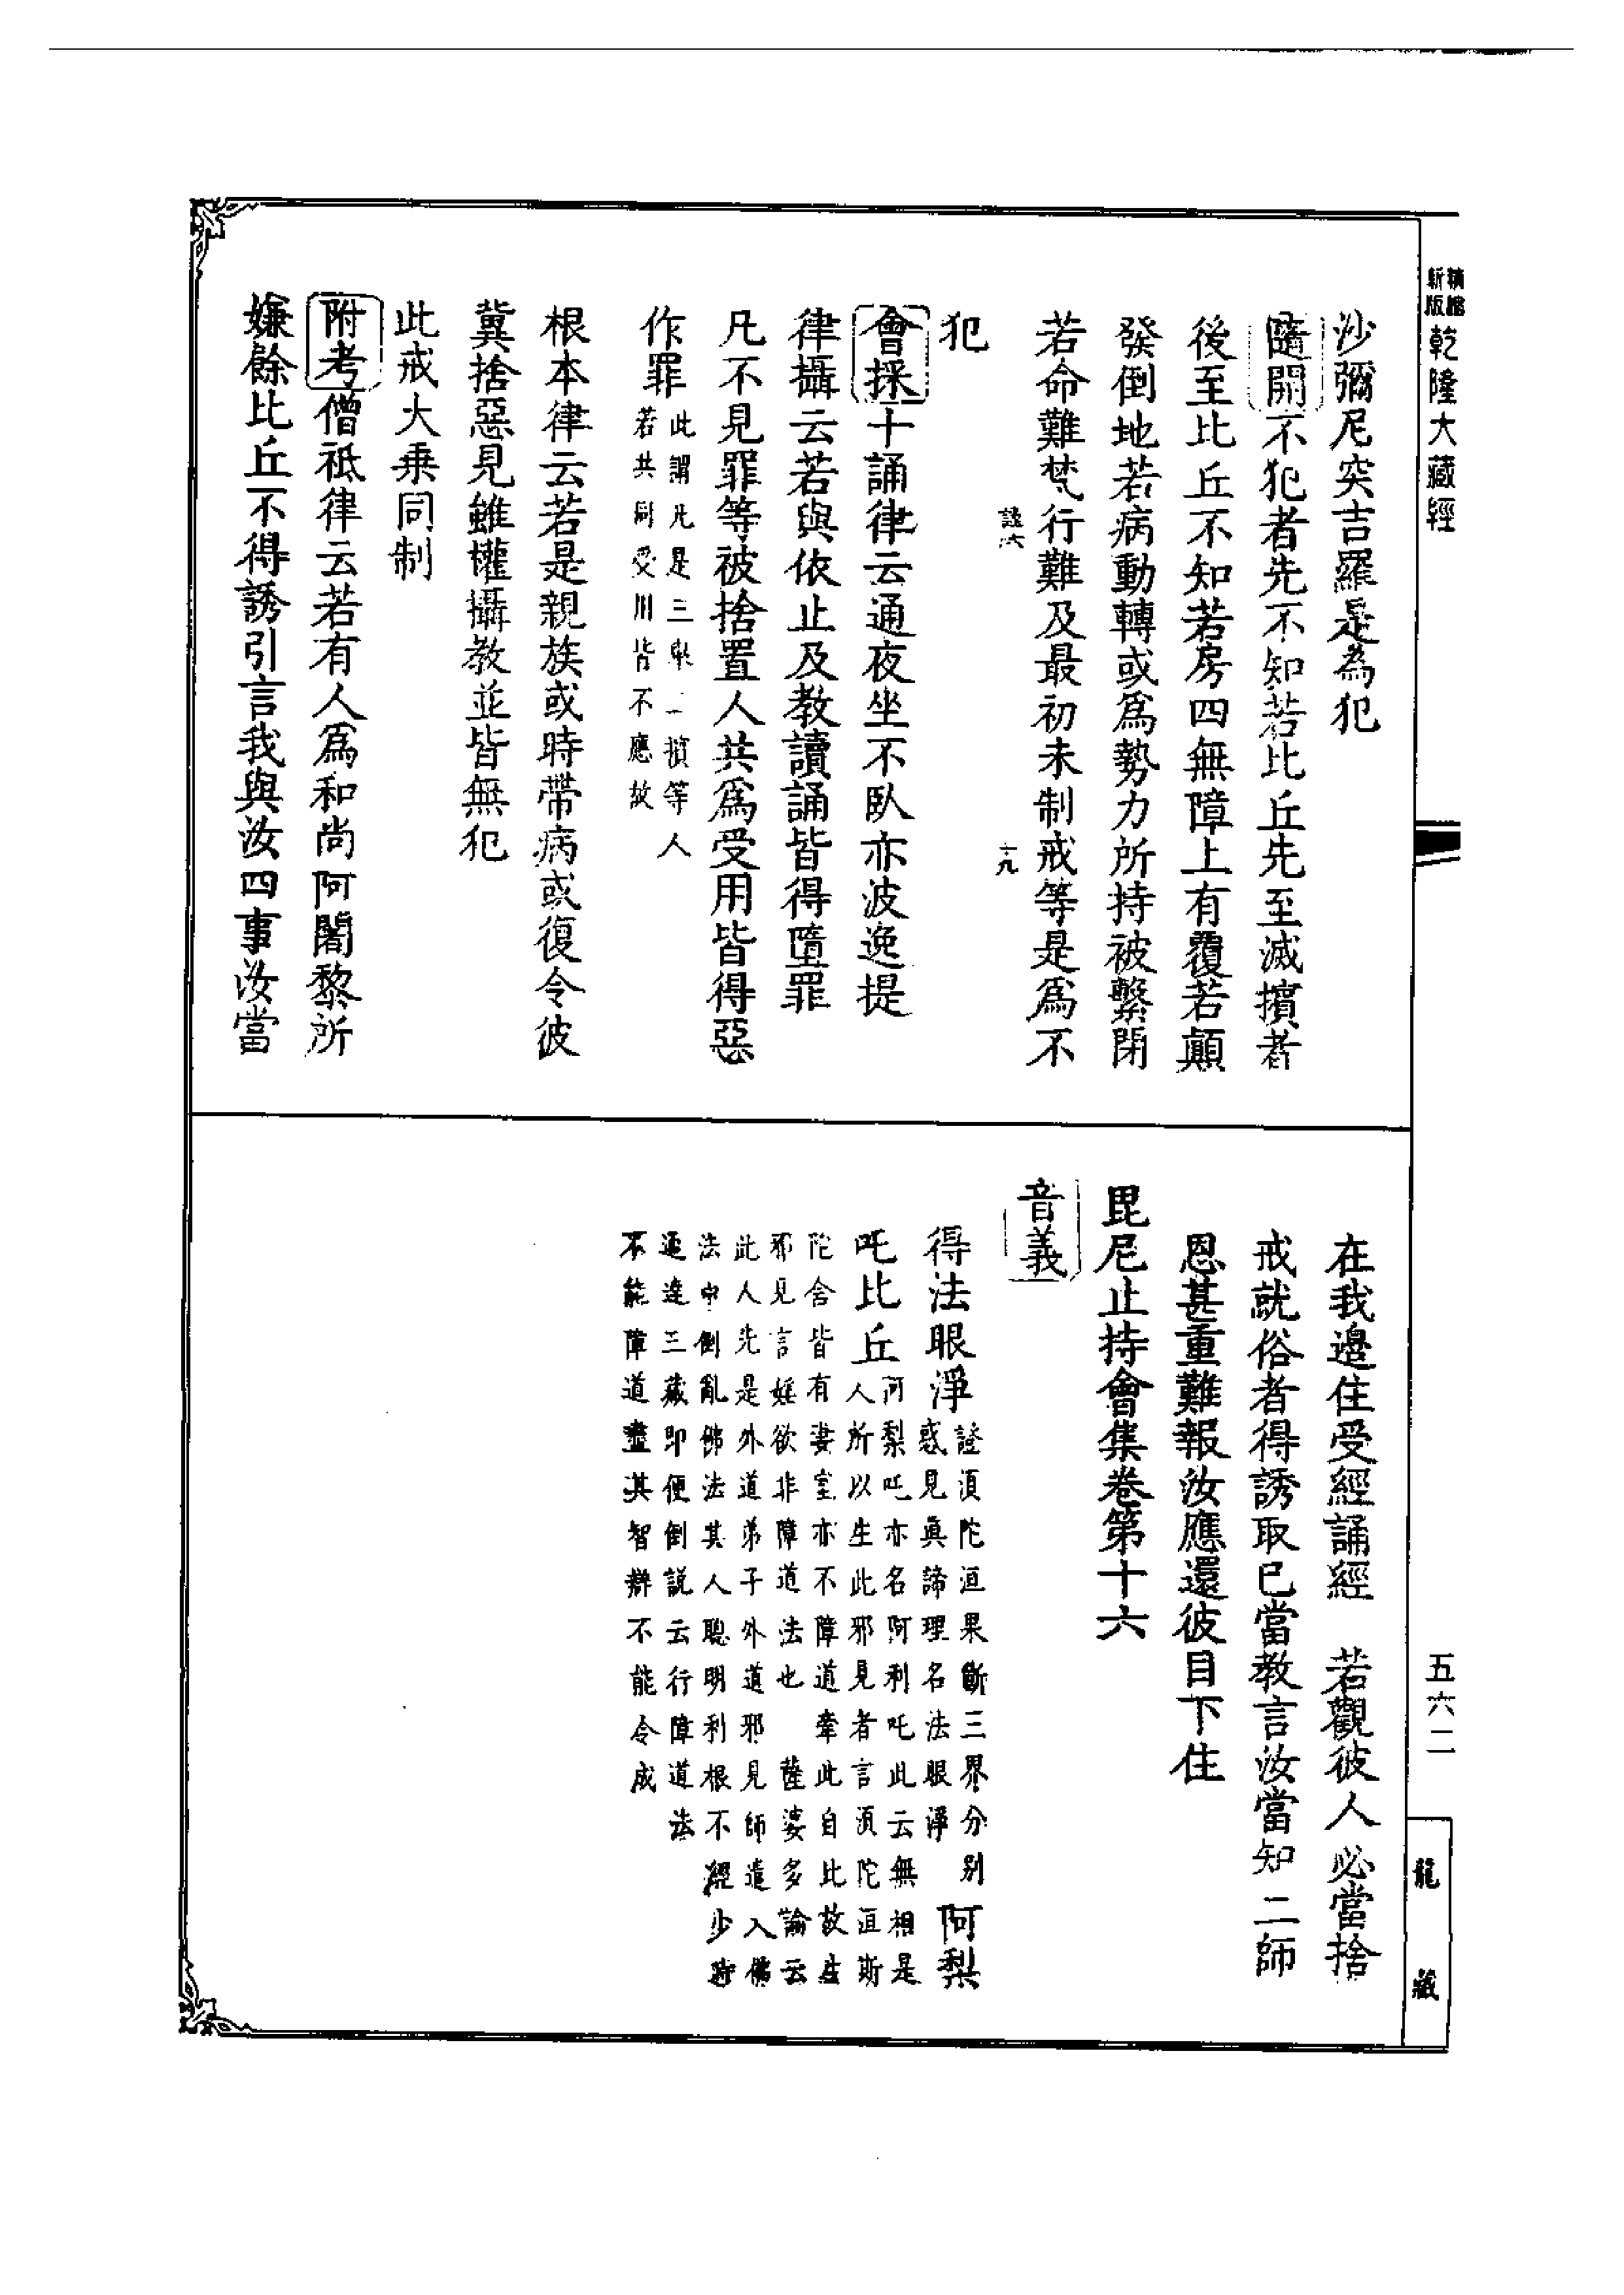 精縮
新版
乾隆大藏經
沙彌尼突吉羅是為犯
隨開不犯者先不知若比丘先至滅擯者
後至比丘不知若房四無障上有覆若顛
發倒地若病動轉或爲勢力所持被繫閉
若命難梵行難及最初未制戒等是爲不
十九
犯
會採十誦律云通夜坐不臥亦波逸提
律攝云若與依止及教讀誦皆得墮罪
凡不見罪等被捨置人共爲受用皆得惡
作罪
此謂凡是三舉二擯等人
若共同受用皆不應故
根本律云若是親族或時帶病或復令彼
冀捨惡見雖權攝教並皆無犯
此戒大乗同制
附考僧祇律云若有人爲和尚阿闍黎所
嫌餘比丘不得誘引言我與汝四事汝當
在我邊住受經誦經　若觀彼人必當捨
戒就俗者得誘取已當教言汝當知二師
恩甚重難報汝應還彼目下住
毘尼止持會集卷第十六
音義
得法眼淨
證須陀洹果斷三界分别
惑見眞諦理名法眼淨
阿梨
吒比丘
阿梨吒亦名阿利吒此云無相是
人所以生此邪見者言須陀洹斯
陀含皆有妻室亦不障道牽此自比故生
邪見言婬欲非障道法也　薩婆多論云
此人先是外道弟子外道邪見師遣入佛
法中倒亂佛法其人聰明利根不經少時
通達三藏即便倒説云行障道法
不能障道盡其智辯不能令成
五六二
龍藏